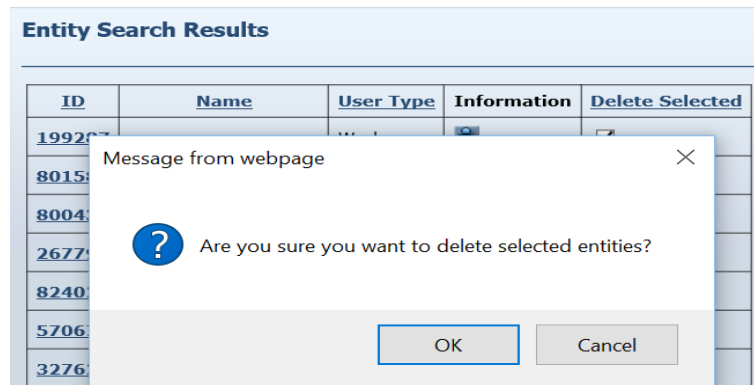 Entity Search Results
ID Name User Type Information Delete Selected
Message from webpage
Are you sure you want to delete selected entities?
OK Cancel